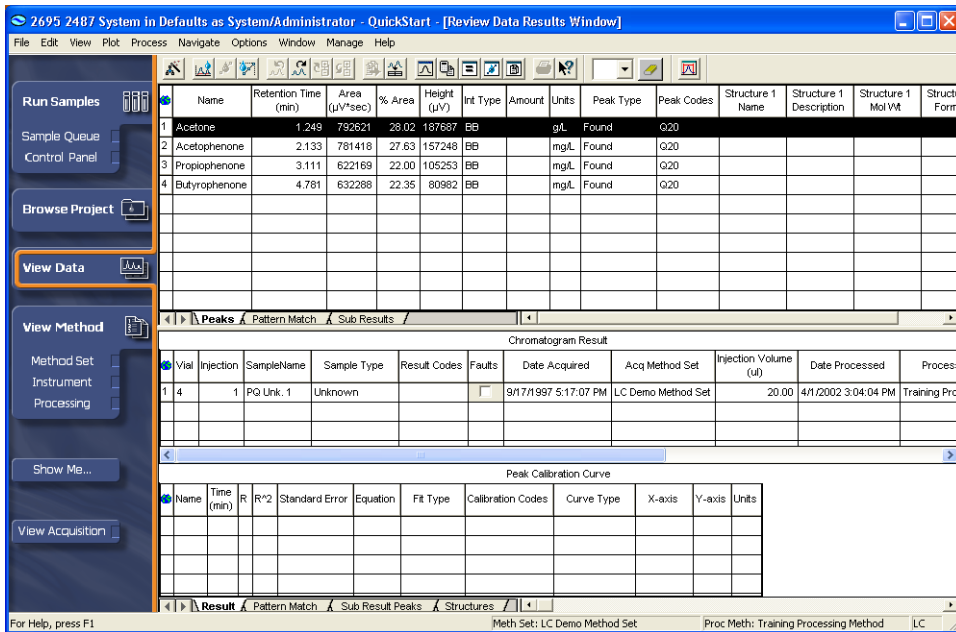 2695 2487 System in Defaults as System/Administrator - QuickStart - [Review Data Results Window]
File Edit View Plot Process Navigate Options Window Manage Help
Run Samples
Sample Queue
Control Panel
Browse Project
View Data
View Method
Method Set
Instrument
Processing
Show Me...
View Acquisition
Name Retention Time (min) Area (µV*sec) % Area Height (µV) Int Type Amount Units Peak Type Peak Codes Structure 1 Name Structure 1 Description Structure 1 Mol Wt Struct Form
1 Acetone 1.249 792621 28.02 187687 BB g/L Found Q20
2 Acetophenone 2.133 781418 27.63 157248 BB mg/L Found Q20
3 Propiophenone 3.111 622169 22.00 105253 BB mg/L Found Q20
4 Butyrophenone 4.781 632288 22.35 80982 BB mg/L Found Q20
Peaks Pattern Match Sub Results
Chromatogram Result
Vial Injection SampleName Sample Type Result Codes Faults Date Acquired Acq Method Set Injection Volume (ul) Date Processed Proces
1 4 1 PQ Unk. 1 Unknown 9/17/1997 5:17:07 PM LC Demo Method Set 20.00 4/1/2002 3:04:04 PM Training Pro
Peak Calibration Curve
Name Time (min) R R^2 Standard Error Equation Fit Type Calibration Codes Curve Type X-axis Y-axis Units
Result Pattern Match Sub Result Peaks Structures
For Help, press F1 Meth Set: LC Demo Method Set Proc Meth: Training Processing Method LC